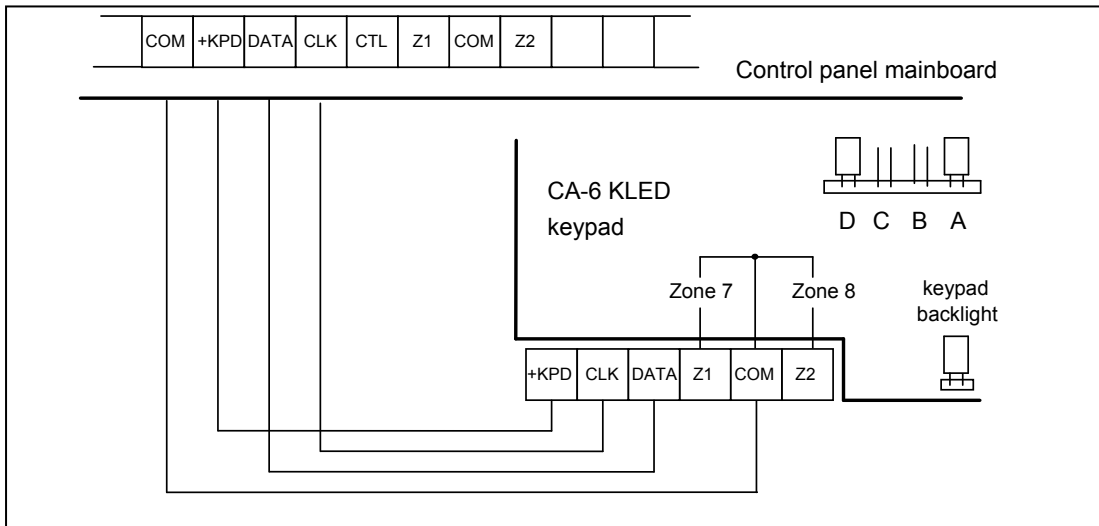 COM +KPD DATA CLK CTL Z1 COM Z2
Control panel mainboard
CA-6 KLED
keypad
D C B A
Zone 7 Zone 8
keypad
backlight
+KPD CLK DATA Z1 COM Z2